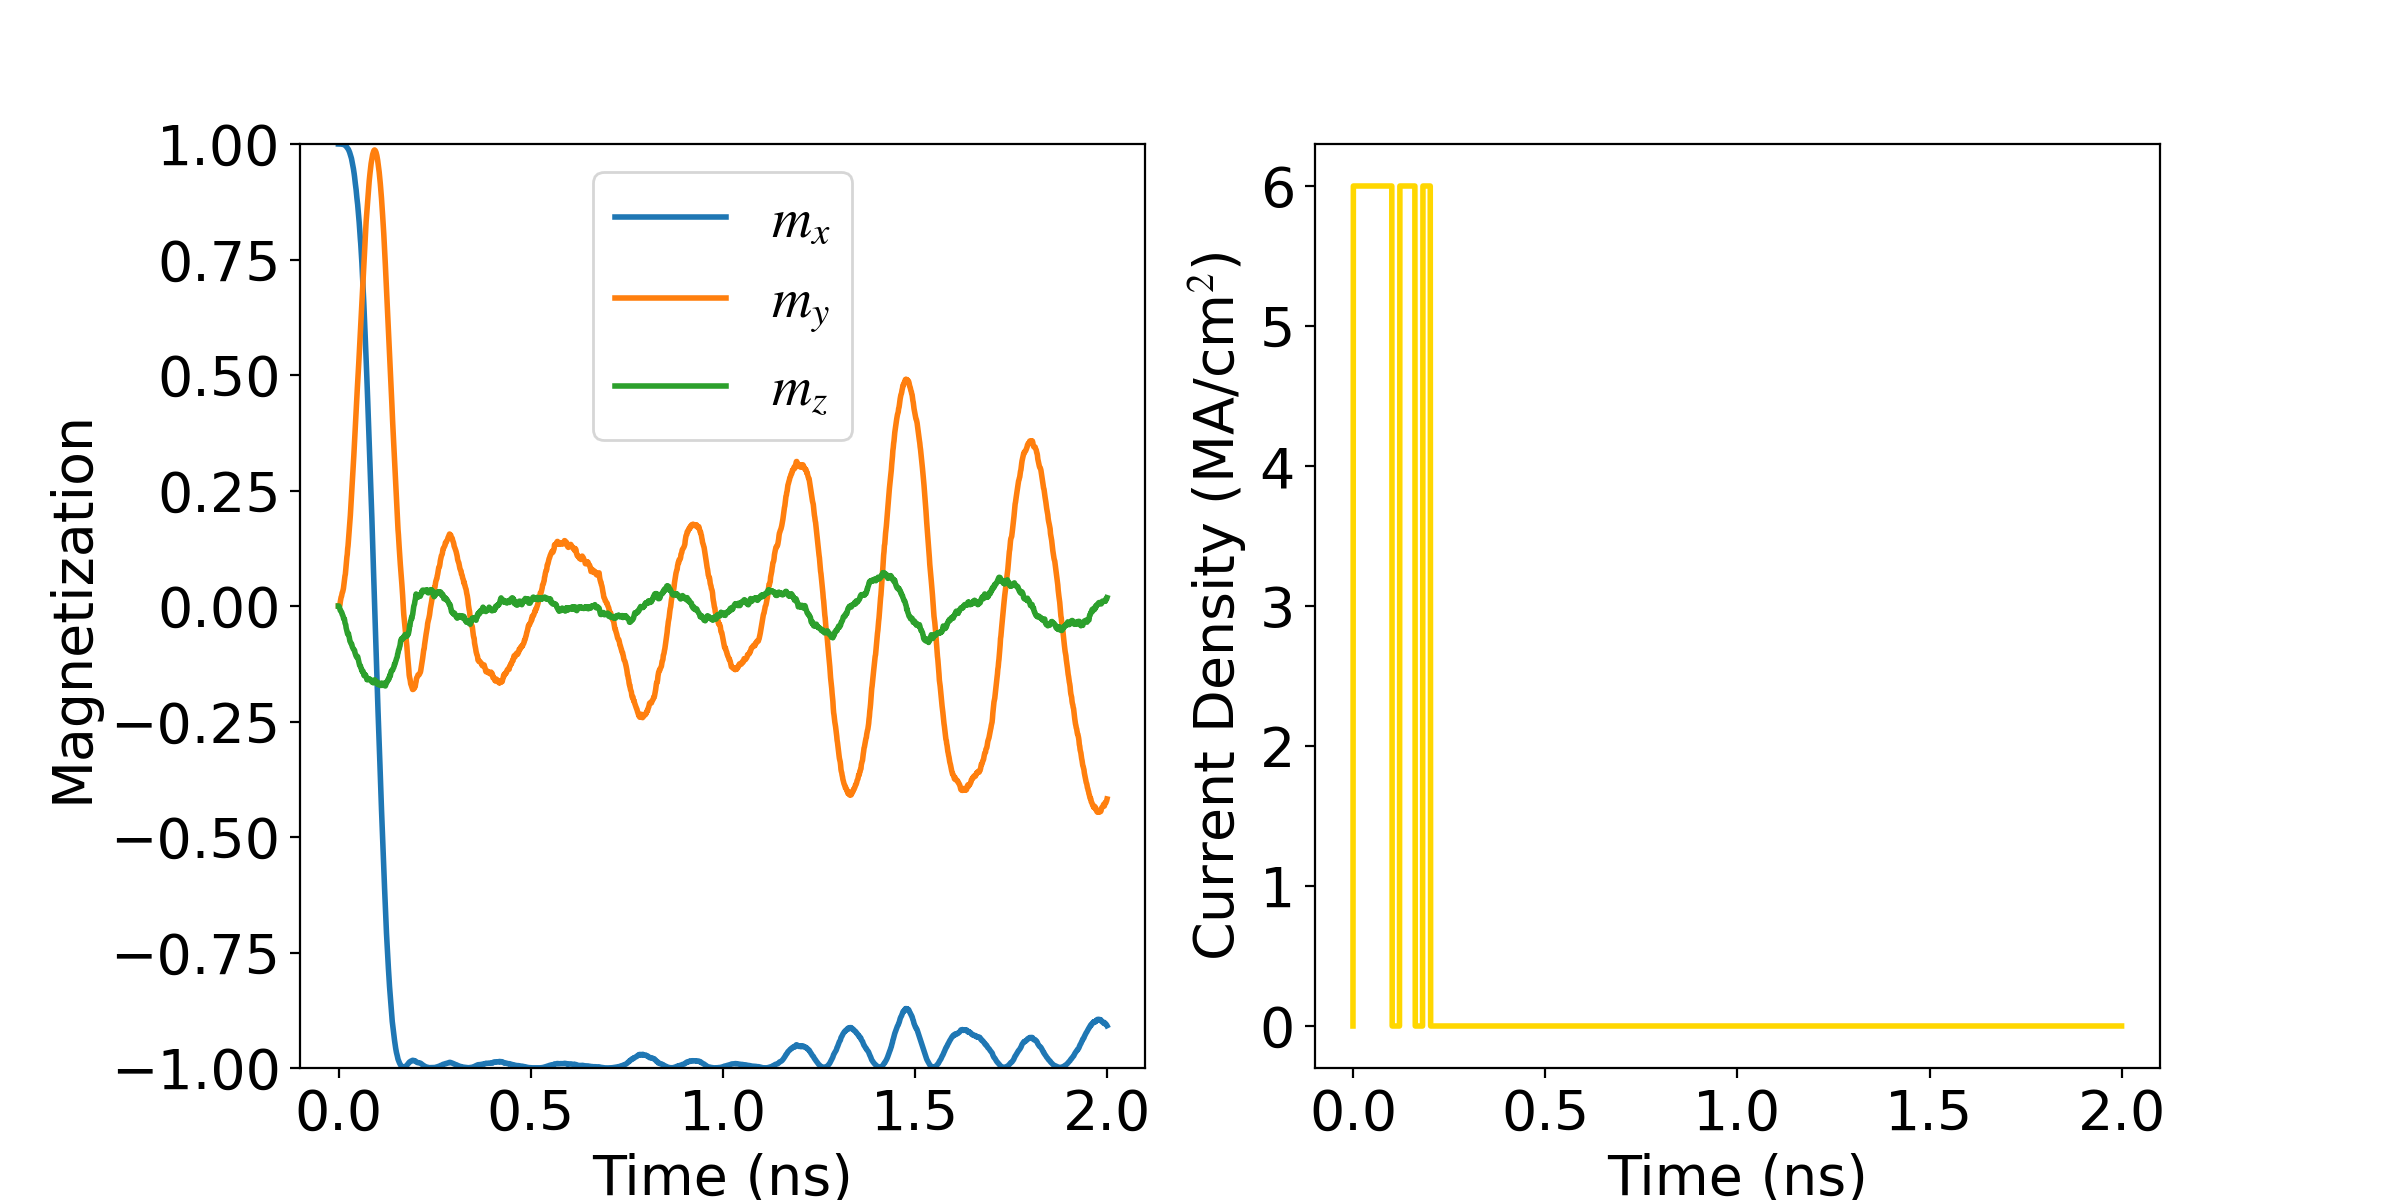 1.00
0.75
0.50
0.25
0.00
−0.25
−0.50
−0.75
−1.00
Magnetization
m_x
m_y
m_z
0.0 0.5 1.0 1.5 2.0
Time (ns)
6
5
4
3
2
1
0
Current Density (MA/cm²)
0.0 0.5 1.0 1.5 2.0
Time (ns)